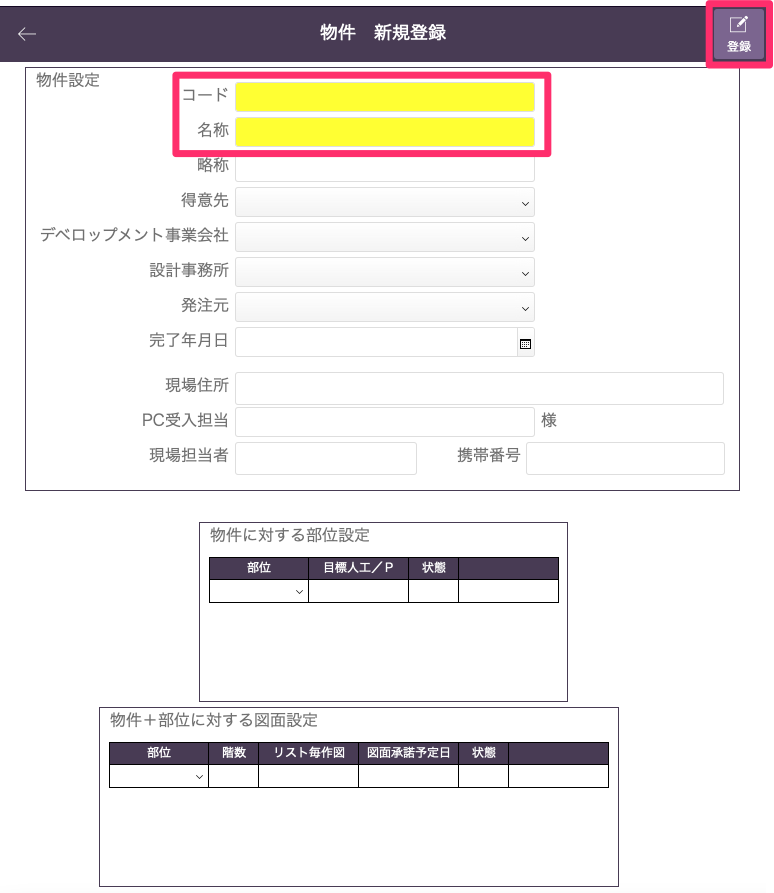 物件　新規登録
登録
物件設定
コード
名称
略称
得意先
デベロップメント事業会社
設計事務所
発注元
完了年月日
現場住所
PC受入担当 様
現場担当者 携帯番号
物件に対する部位設定
部位 目標人工／P 状態
物件＋部位に対する図面設定
部位 階数 リスト毎作図 図面承諾予定日 状態